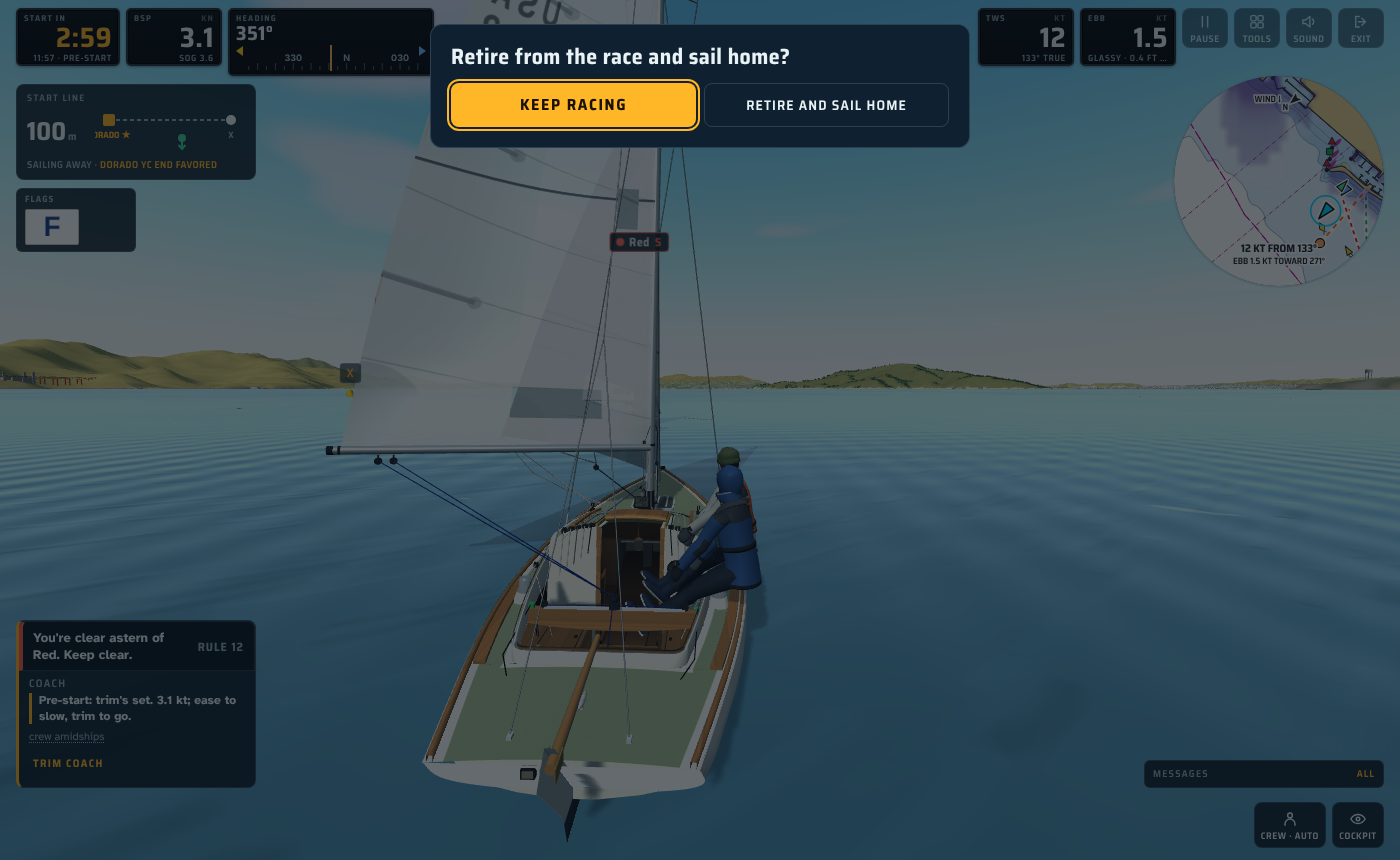 START IN
2:59
11:57 · PRE-START
BSP KN
3.1
SOG 3.6
HEADING
351°
330 N 030
USA
Retire from the race and sail home?
KEEP RACING
RETIRE AND SAIL HOME
TWS KT
12
133° TRUE
EBB KT
1.5
GLASSY · 0.4 FT ...
PAUSE
TOOLS
SOUND
EXIT
START LINE
100 m
X
SAILING AWAY · DORADO YC END FAVORED
FLAGS
F
WIND
N
12 KT FROM 133°
EBB 1.5 KT TOWARD 271°
Red S
X
You're clear astern of
Red. Keep clear.
RULE 12
COACH
Pre-start: trim's set. 3.1 kt; ease to
slow, trim to go.
crew amidships
TRIM COACH
MESSAGES ALL
CREW · AUTO
COCKPIT